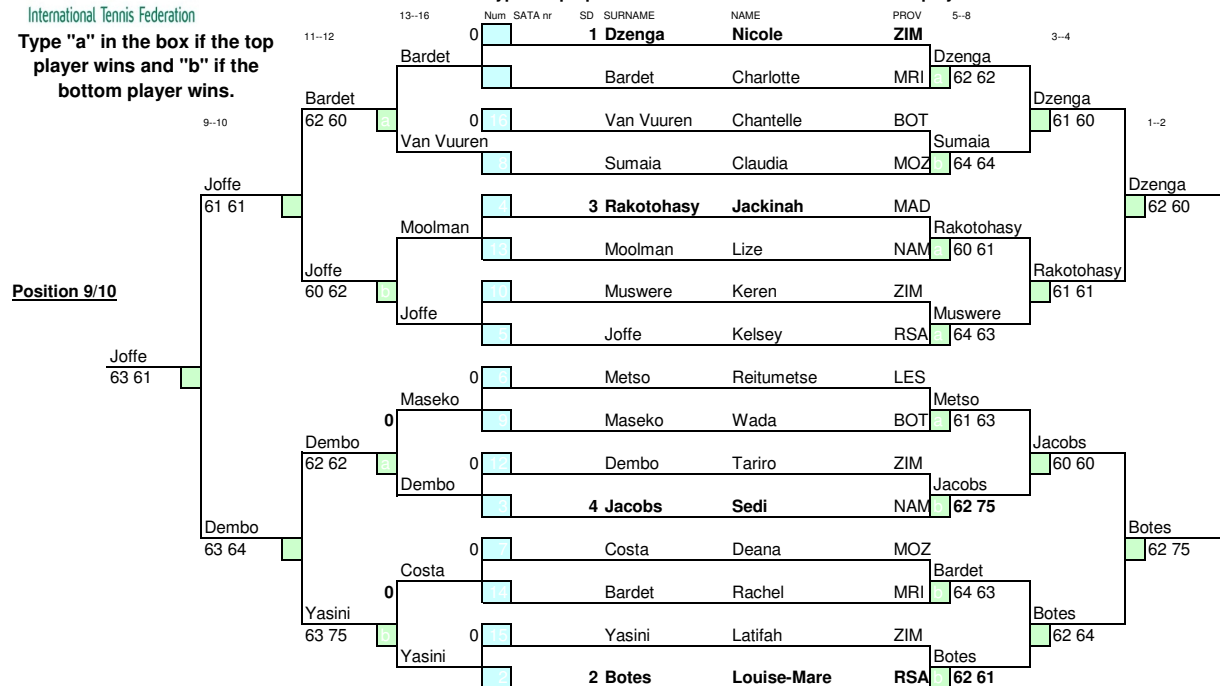 International Tennis Federation
Type "a" in the box if the top
player wins and "b" if the
bottom player wins.
13--16 Num SATA nr SD SURNAME NAME PROV 5--8
11--12 3--4
0 1 Dzenga Nicole ZIM
Bardet Dzenga
Bardet Charlotte MRI a 62 62
Bardet Dzenga
62 60 a 0 16 Van Vuuren Chantelle BOT 61 60
9--10 1--2
Van Vuuren Sumaia
Sumaia Claudia MOZ 64 64
Joffe Dzenga
61 61 3 Rakotohasy Jackinah MAD 62 60
Moolman Rakotohasy
Moolman Lize NAM 60 61
Joffe Rakotohasy
60 62 b Muswere Keren ZIM 61 61
Position 9/10
Joffe Muswere
Joffe Kelsey RSA 64 63
Joffe
63 61 0 Metso Reitumetse LES
Maseko Metso
0 Maseko Wada BOT 61 63
Dembo Jacobs
62 62 a 0 12 Dembo Tariro ZIM 60 60
Dembo Jacobs
4 Jacobs Sedi NAM 62 75
Dembo Botes
63 64 0 Costa Deana MOZ 62 75
Costa Bardet
0 14 Bardet Rachel MRI b 64 63
Yasini Botes
63 75 b 0 15 Yasini Latifah ZIM 62 64
Yasini Botes
2 Botes Louise-Mare RSA 62 61